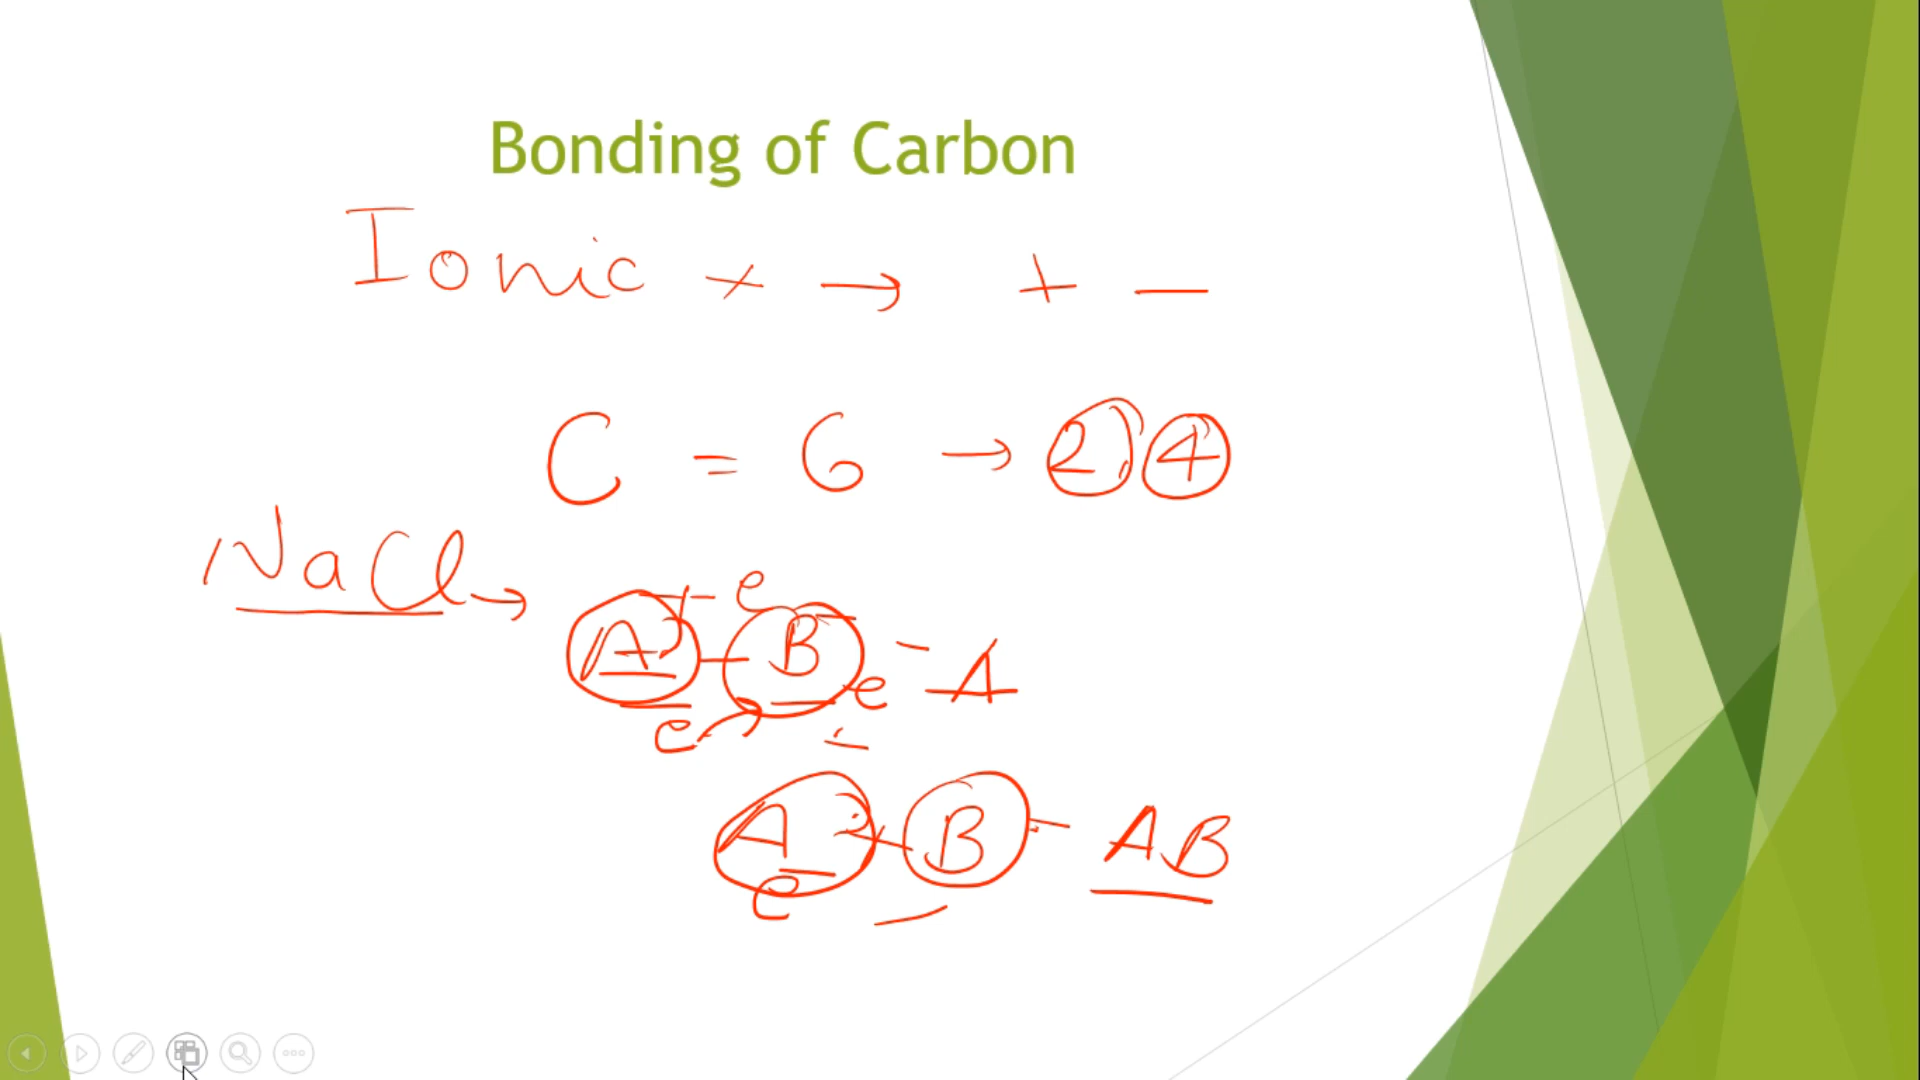 Bonding of Carbon
Ionic × → + −
C = 6 → 2, 4
NaCl →
A+ e B − A
e e
A B − AB
e